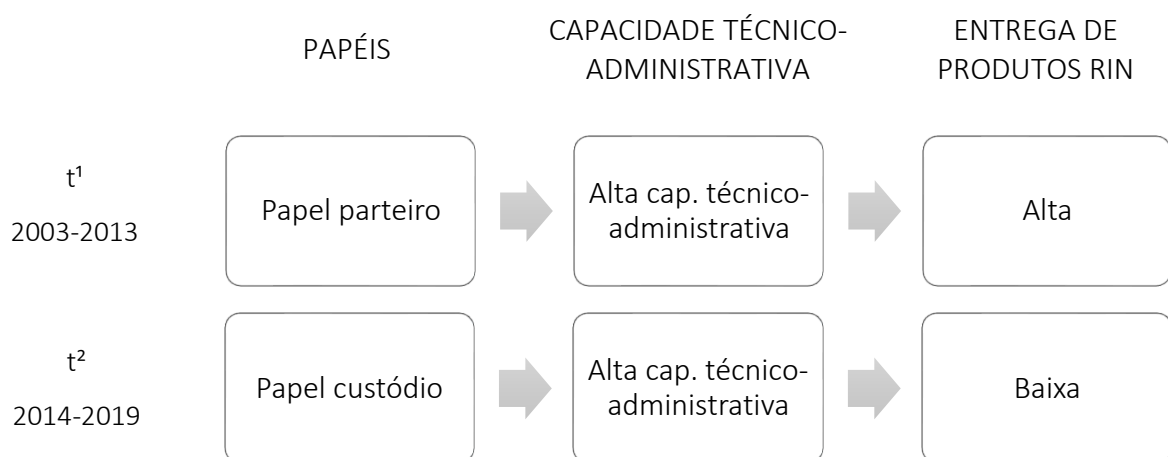 PAPÉIS
CAPACIDADE TÉCNICO-
ADMINISTRATIVA
ENTREGA DE
PRODUTOS RIN
t¹
2003-2013
Papel parteiro
Alta cap. técnico-
administrativa
Alta
t²
2014-2019
Papel custódio
Alta cap. técnico-
administrativa
Baixa